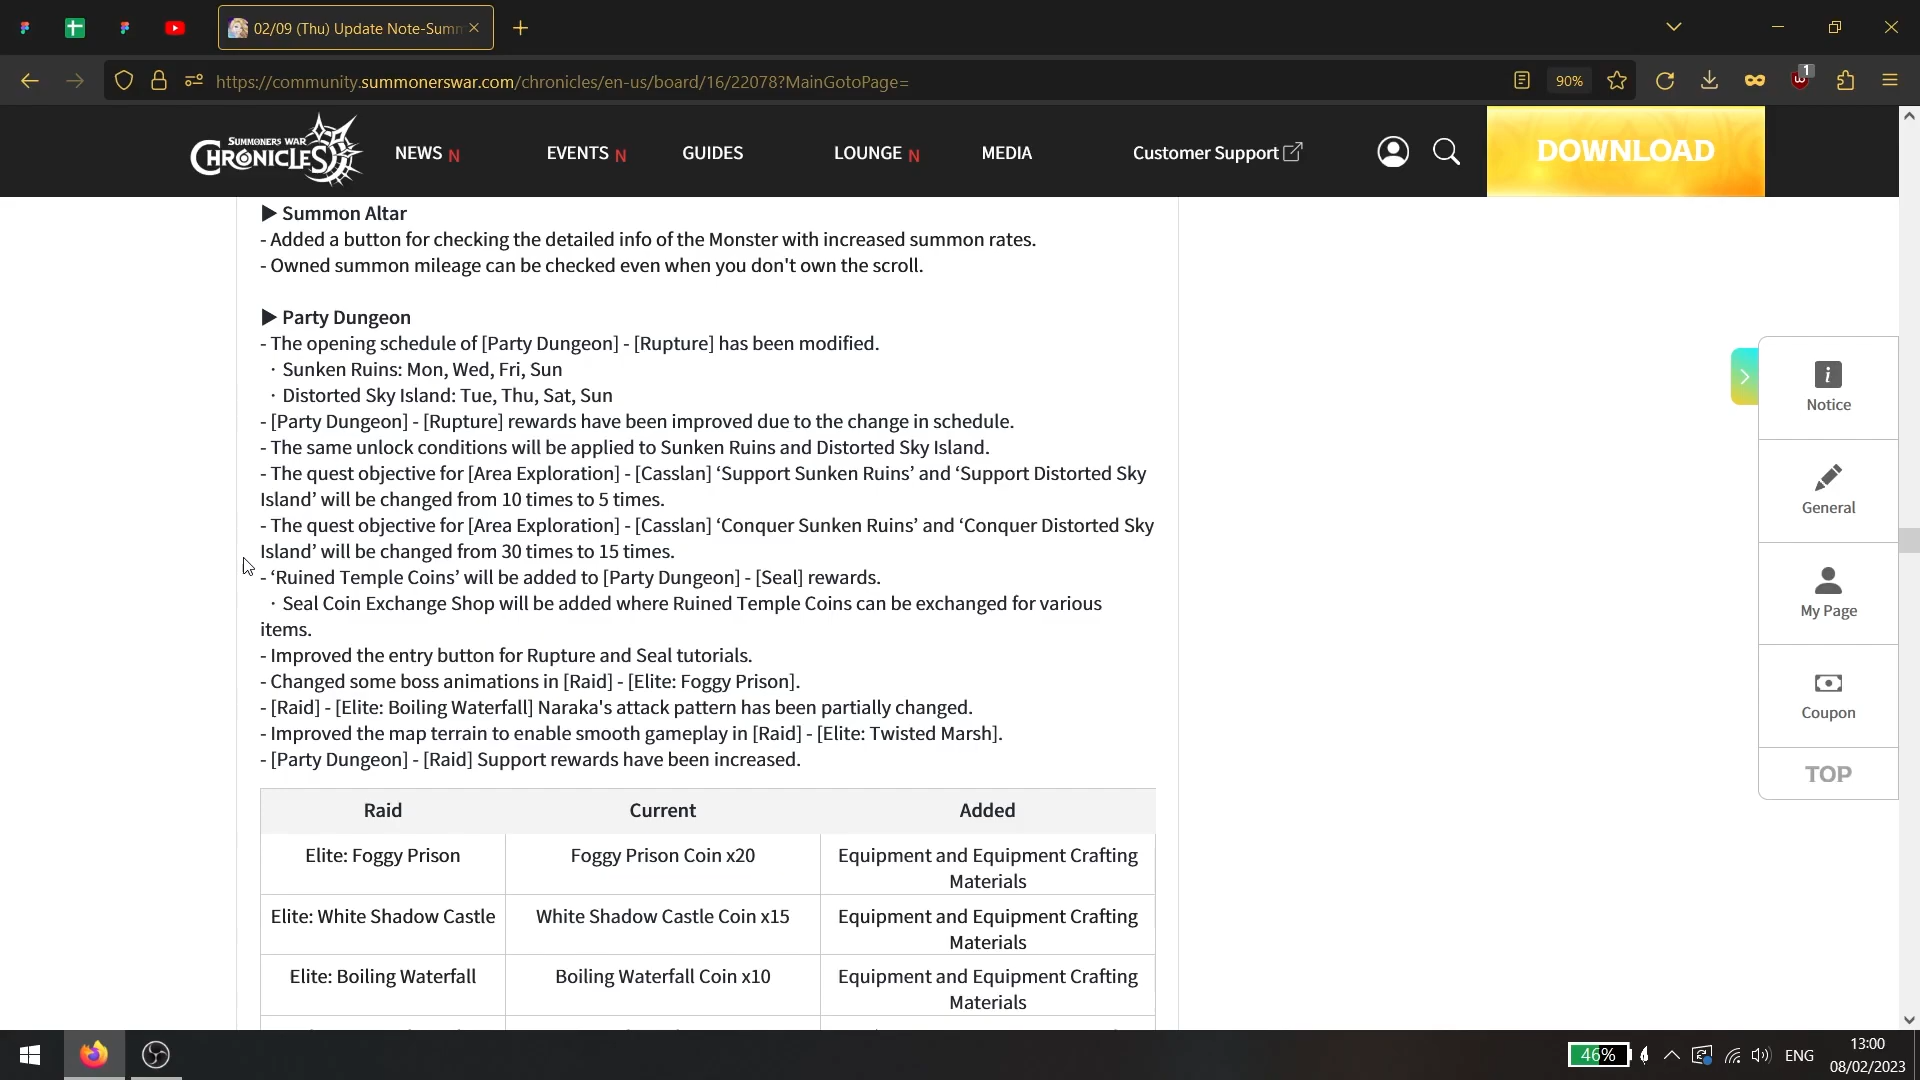 02/09 (Thu) Update Note-Summ
https://community.summonerswar.com/chronicles/en-us/board/16/22078?MainGotoPage=
90%
1
SUMMONERS WAR
CHRONICLES
NEWS N
EVENTS N
GUIDES
LOUNGE N
MEDIA
Customer Support
DOWNLOAD
▶ Summon Altar
- Added a button for checking the detailed info of the Monster with increased summon rates.
- Owned summon mileage can be checked even when you don't own the scroll.
▶ Party Dungeon
- The opening schedule of [Party Dungeon] - [Rupture] has been modified.
· Sunken Ruins: Mon, Wed, Fri, Sun
· Distorted Sky Island: Tue, Thu, Sat, Sun
- [Party Dungeon] - [Rupture] rewards have been improved due to the change in schedule.
- The same unlock conditions will be applied to Sunken Ruins and Distorted Sky Island.
- The quest objective for [Area Exploration] - [Casslan] ‘Support Sunken Ruins’ and ‘Support Distorted Sky
Island’ will be changed from 10 times to 5 times.
- The quest objective for [Area Exploration] - [Casslan] ‘Conquer Sunken Ruins’ and ‘Conquer Distorted Sky
Island’ will be changed from 30 times to 15 times.
- ‘Ruined Temple Coins’ will be added to [Party Dungeon] - [Seal] rewards.
· Seal Coin Exchange Shop will be added where Ruined Temple Coins can be exchanged for various
items.
- Improved the entry button for Rupture and Seal tutorials.
- Changed some boss animations in [Raid] - [Elite: Foggy Prison].
- [Raid] - [Elite: Boiling Waterfall] Naraka's attack pattern has been partially changed.
- Improved the map terrain to enable smooth gameplay in [Raid] - [Elite: Twisted Marsh].
- [Party Dungeon] - [Raid] Support rewards have been increased.
Raid
Current
Added
Elite: Foggy Prison
Foggy Prison Coin x20
Equipment and Equipment Crafting
Materials
Elite: White Shadow Castle
White Shadow Castle Coin x15
Equipment and Equipment Crafting
Materials
Elite: Boiling Waterfall
Boiling Waterfall Coin x10
Equipment and Equipment Crafting
Materials
Notice
General
My Page
Coupon
TOP
46%
ENG
13:00
08/02/2023